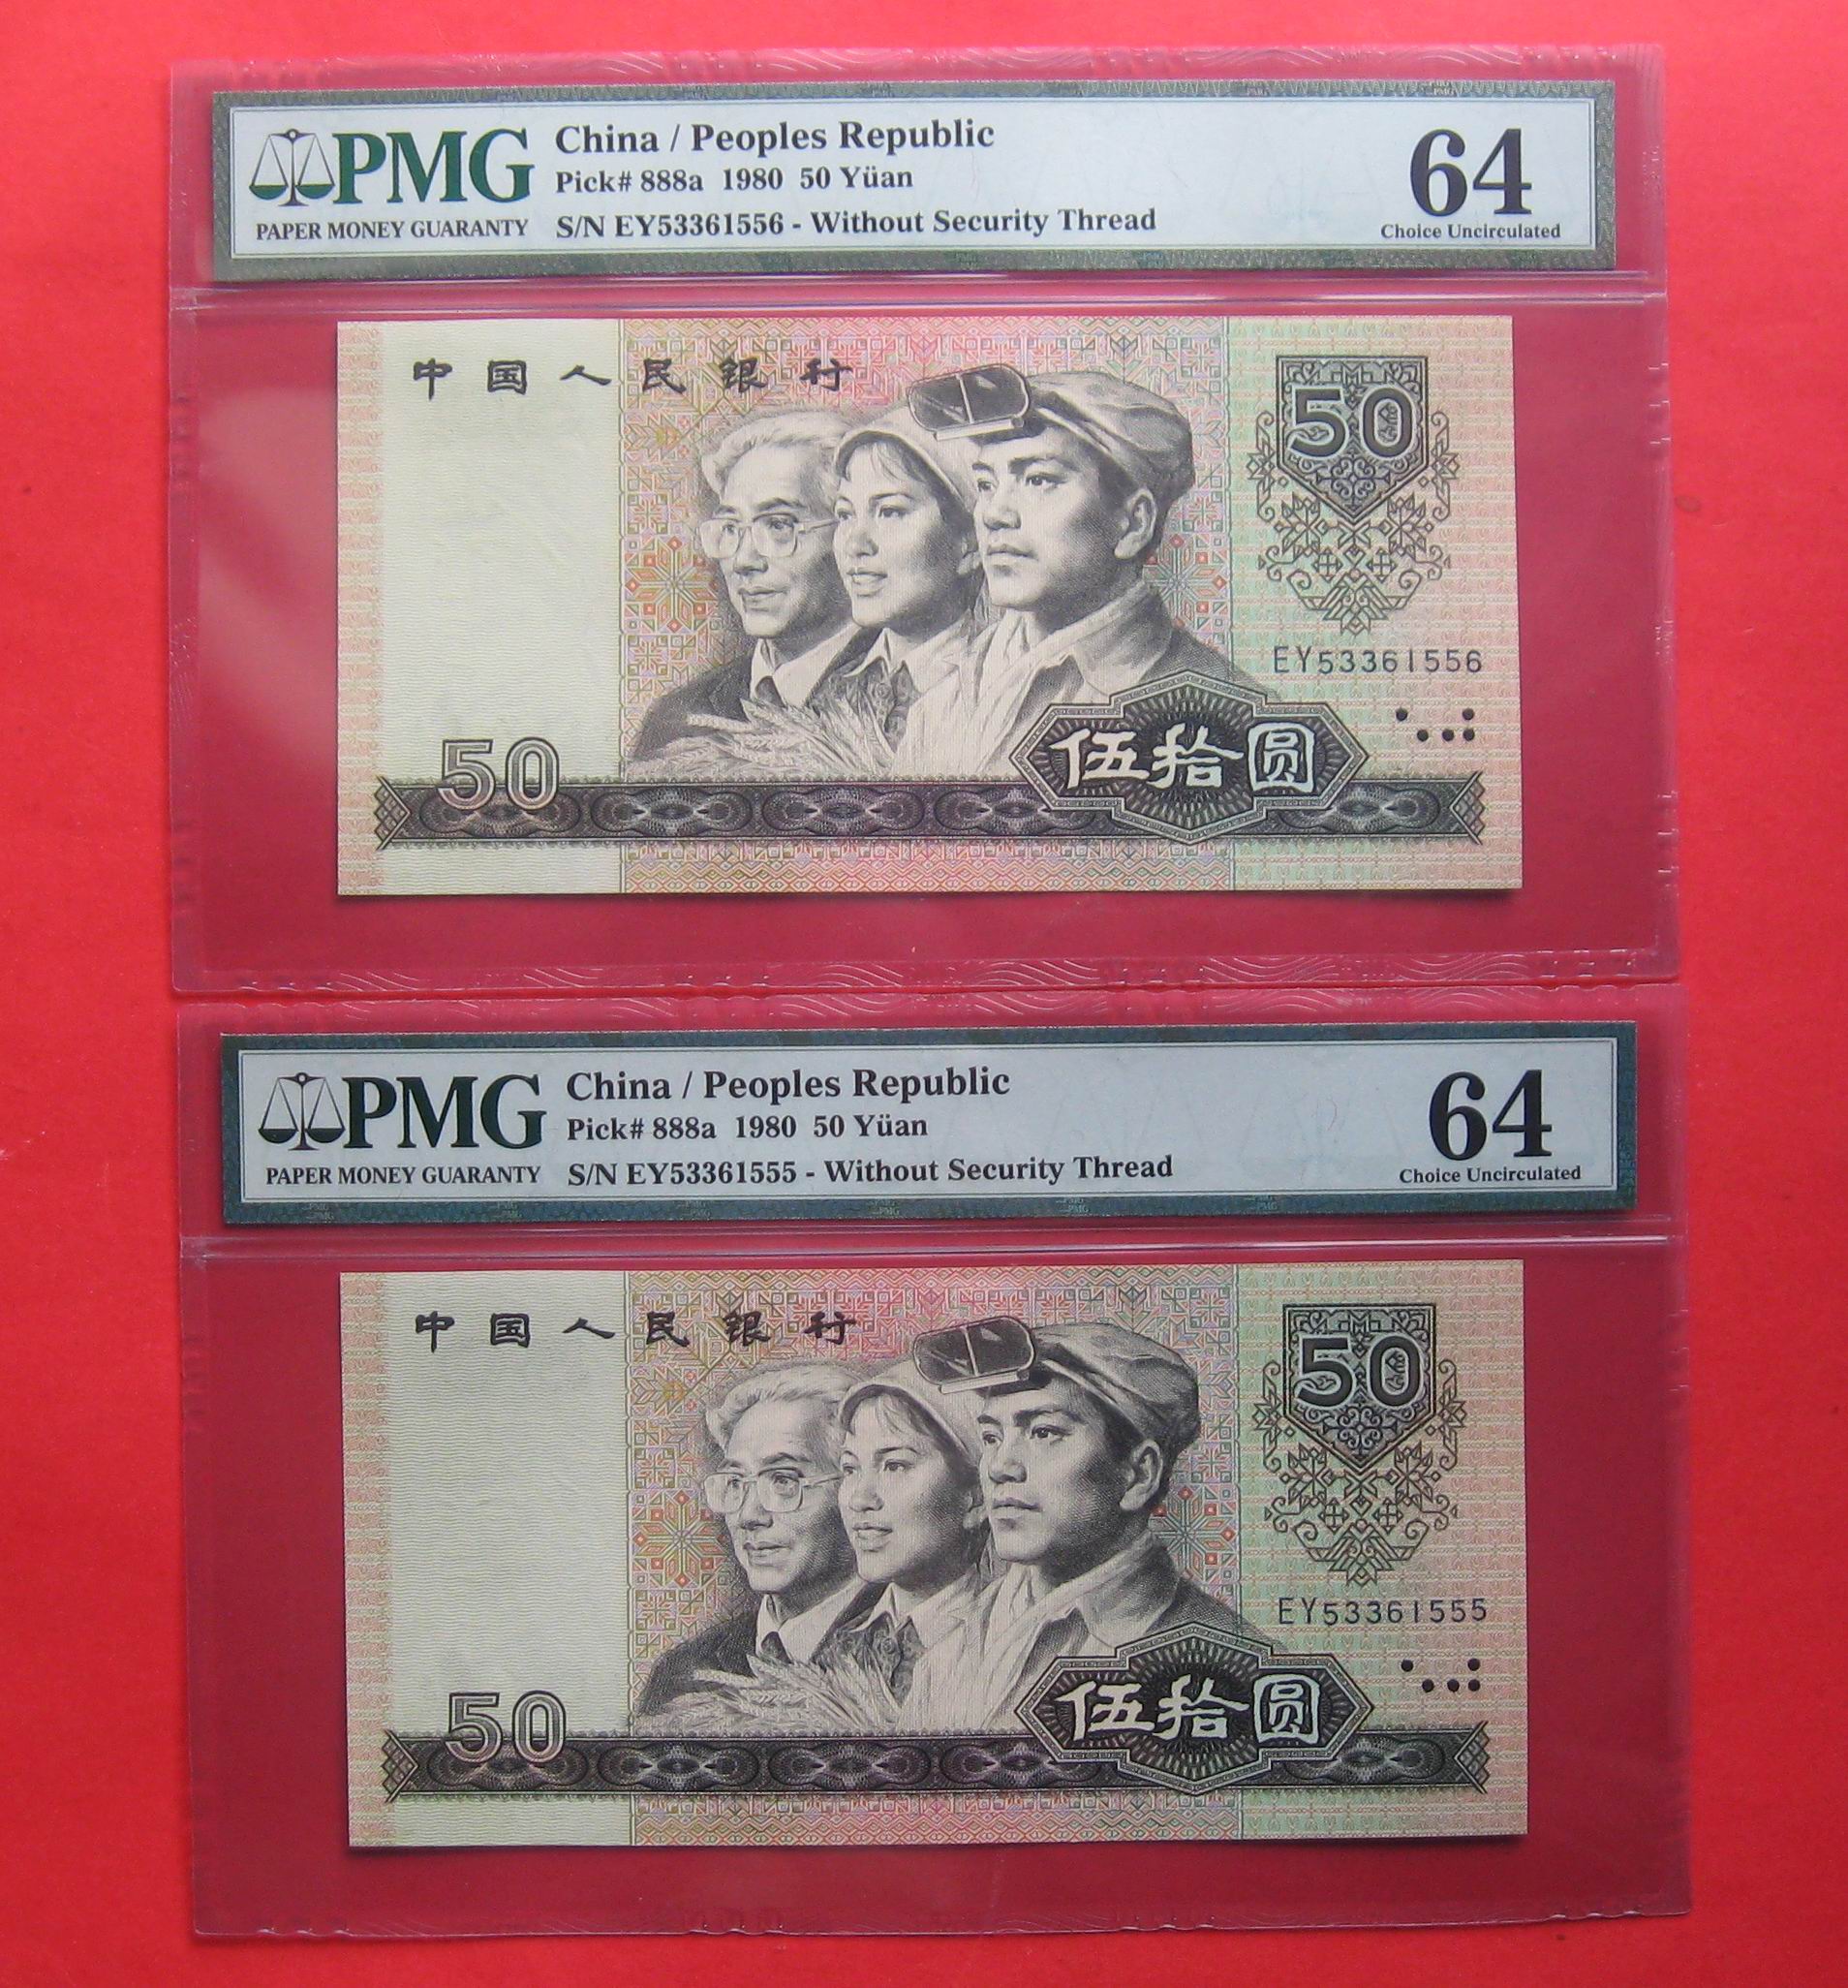 PMG
PAPER MONEY GUARANTY
China / Peoples Republic
Pick# 888a 1980 50 Yüan
S/N EY53361556 - Without Security Thread
64
Choice Uncirculated
中国人民银行
50
EY53361556
50
伍拾圆
PMG
PAPER MONEY GUARANTY
China / Peoples Republic
Pick# 888a 1980 50 Yüan
S/N EY53361555 - Without Security Thread
64
Choice Uncirculated
中国人民银行
50
EY53361555
50
伍拾圆